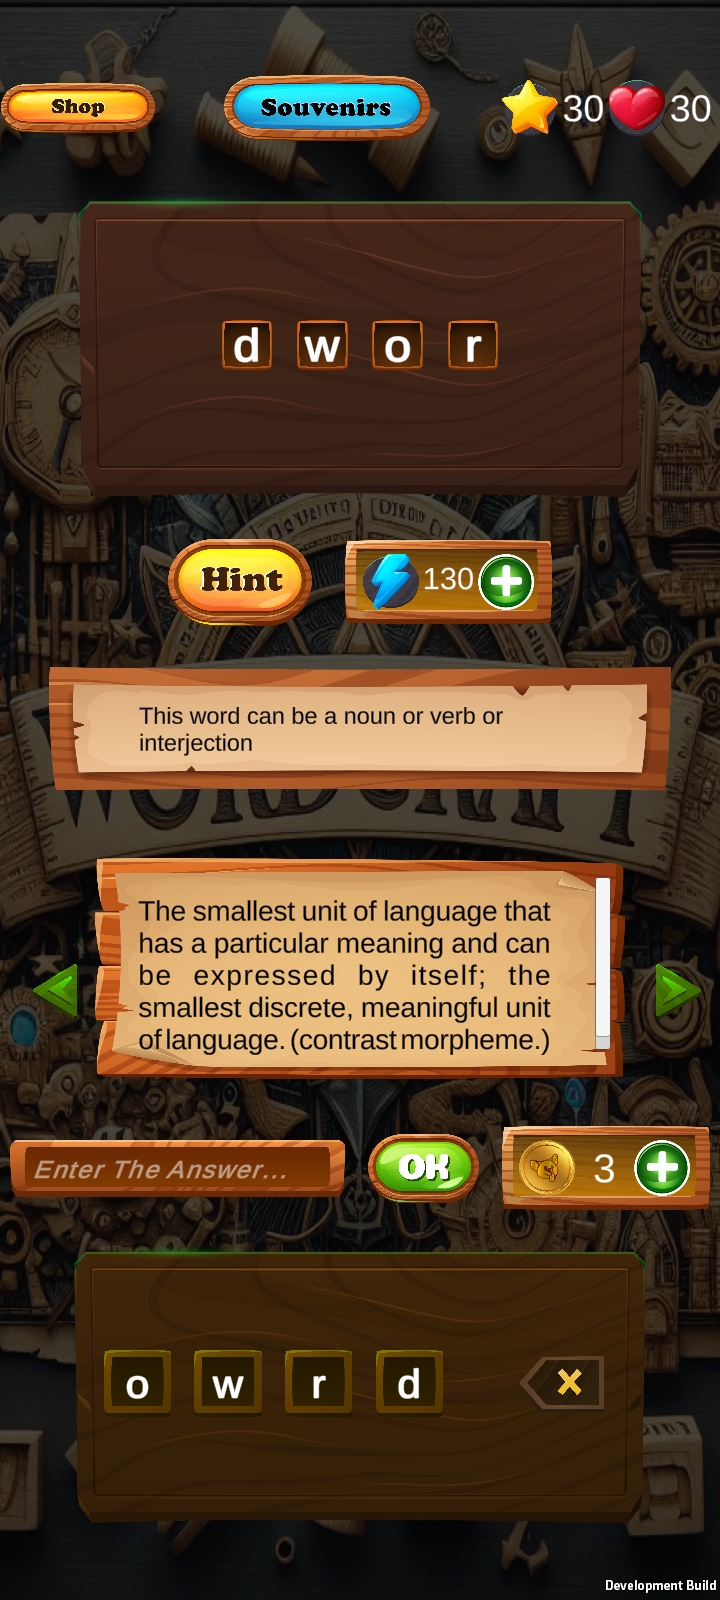 Shop
Souvenirs
30
30
d w o r
Hint
130
This word can be a noun or verb or
interjection
WORDCRAFT
The smallest unit of language that
has a particular meaning and can
be expressed by itself; the
smallest discrete, meaningful unit
of language. (contrast morpheme.)
Enter The Answer...
OK
3
o w r d
Development Build